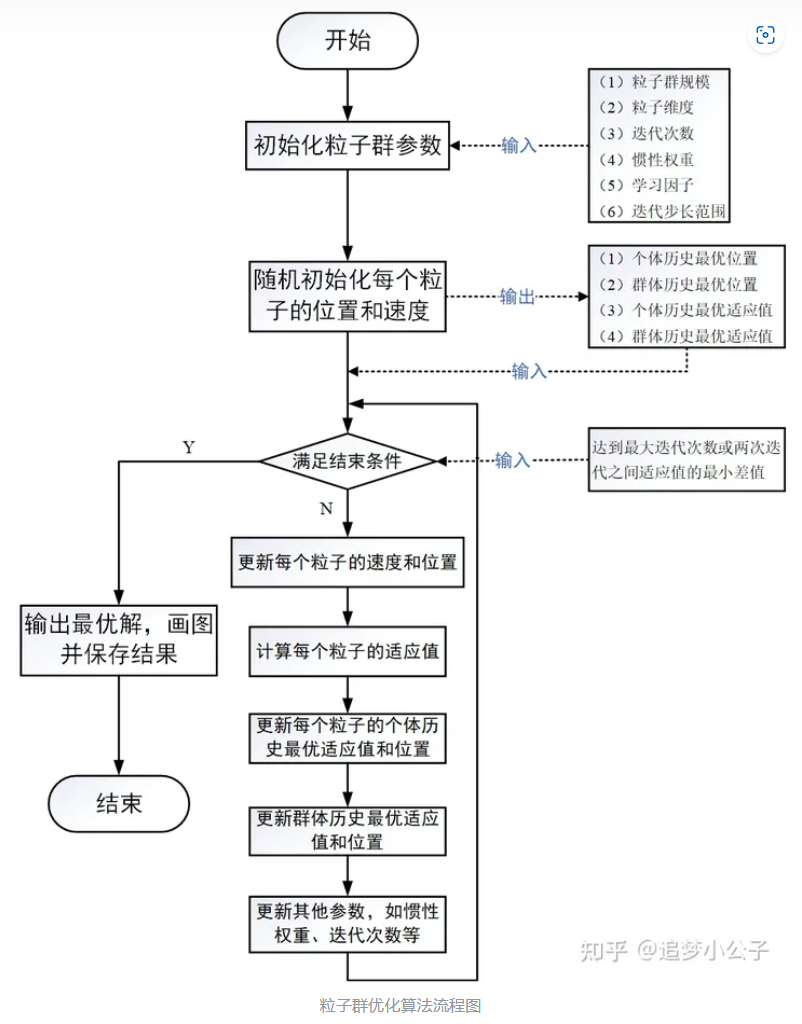 开始
初始化粒子群参数
输入
（1）粒子群规模
（2）粒子维度
（3）迭代次数
（4）惯性权重
（5）学习因子
（6）迭代步长范围
随机初始化每个粒
子的位置和速度
输出
（1）个体历史最优位置
（2）群体历史最优位置
（3）个体历史最优适应值
（4）群体历史最优适应值
输入
满足结束条件
输入
达到最大迭代次数或两次迭
代之间适应值的最小差值
Y
N
更新每个粒子的速度和位置
输出最优解，画图
并保存结果
计算每个粒子的适应值
更新每个粒子的个体历
史最优适应值和位置
结束
更新群体历史最优适应
值和位置
更新其他参数，如惯性
权重、迭代次数等
知乎 @追梦小公子
粒子群优化算法流程图